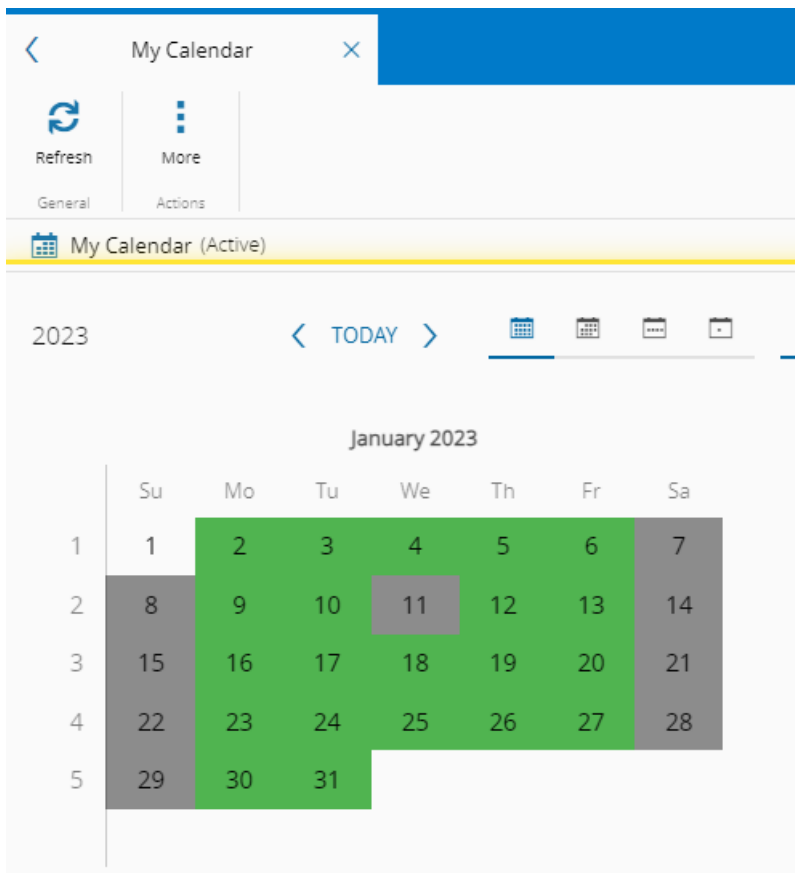 My Calendar
Refresh More
General Actions
My Calendar (Active)
2023 TODAY
January 2023
Su Mo Tu We Th Fr Sa
1 1 2 3 4 5 6 7
2 8 9 10 11 12 13 14
3 15 16 17 18 19 20 21
4 22 23 24 25 26 27 28
5 29 30 31